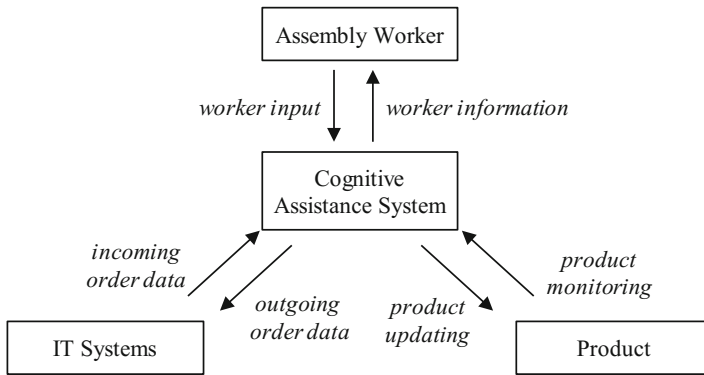 Assembly Worker
worker input
worker information
Cognitive
Assistance System
incoming
order data
outgoing
order data
product
updating
product
monitoring
IT Systems
Product